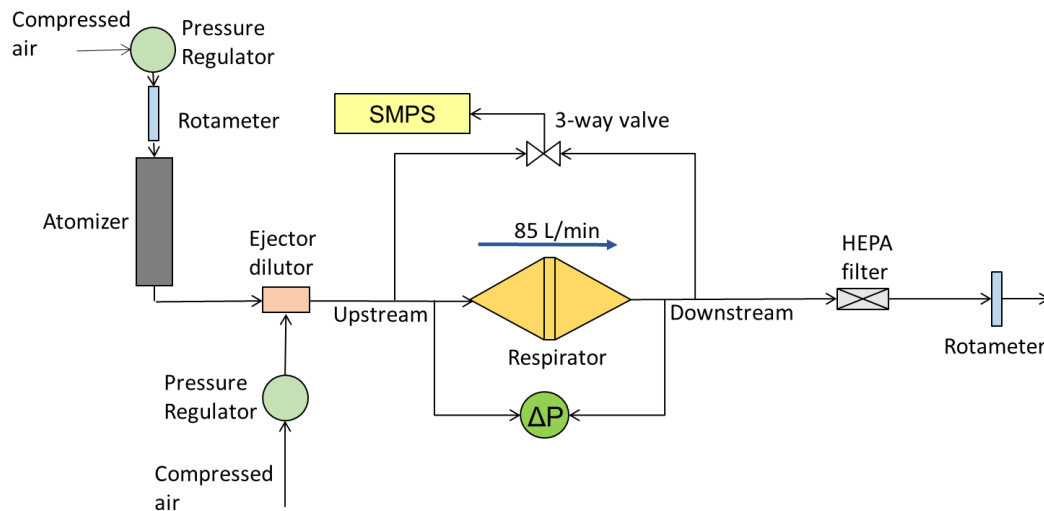 Compressed
air
Pressure
Regulator
Rotameter
SMPS
3-way valve
Atomizer
85 L/min
Ejector
dilutor
HEPA
filter
Upstream
Downstream
Respirator
Rotameter
Pressure
Regulator
ΔP
Compressed
air